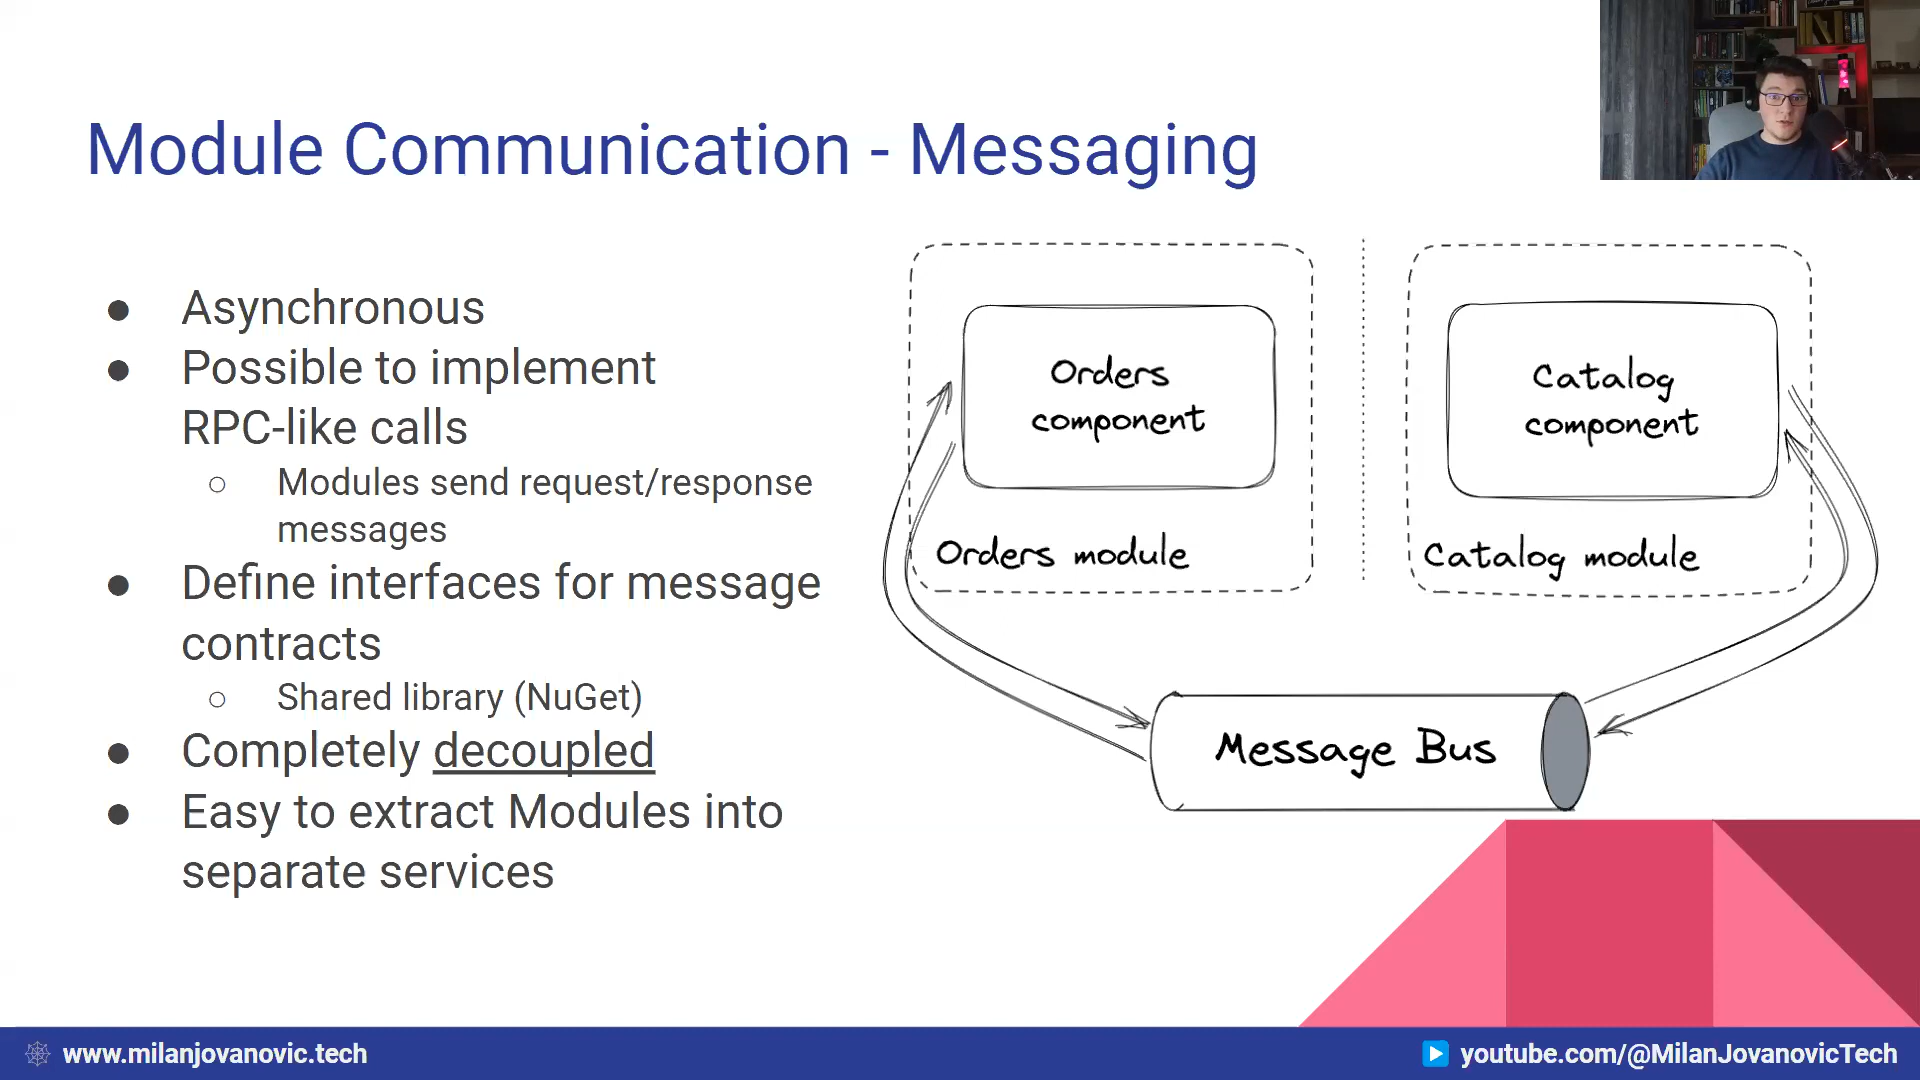 Module Communication - Messaging
Asynchronous
Possible to implement
RPC-like calls
Modules send request/response
messages
Define interfaces for message
contracts
Shared library (NuGet)
Completely decoupled
Easy to extract Modules into
separate services
Orders
component
Orders module
Catalog
component
Catalog module
Message Bus
www.milanjovanovic.tech
youtube.com/@MilanJovanovicTech